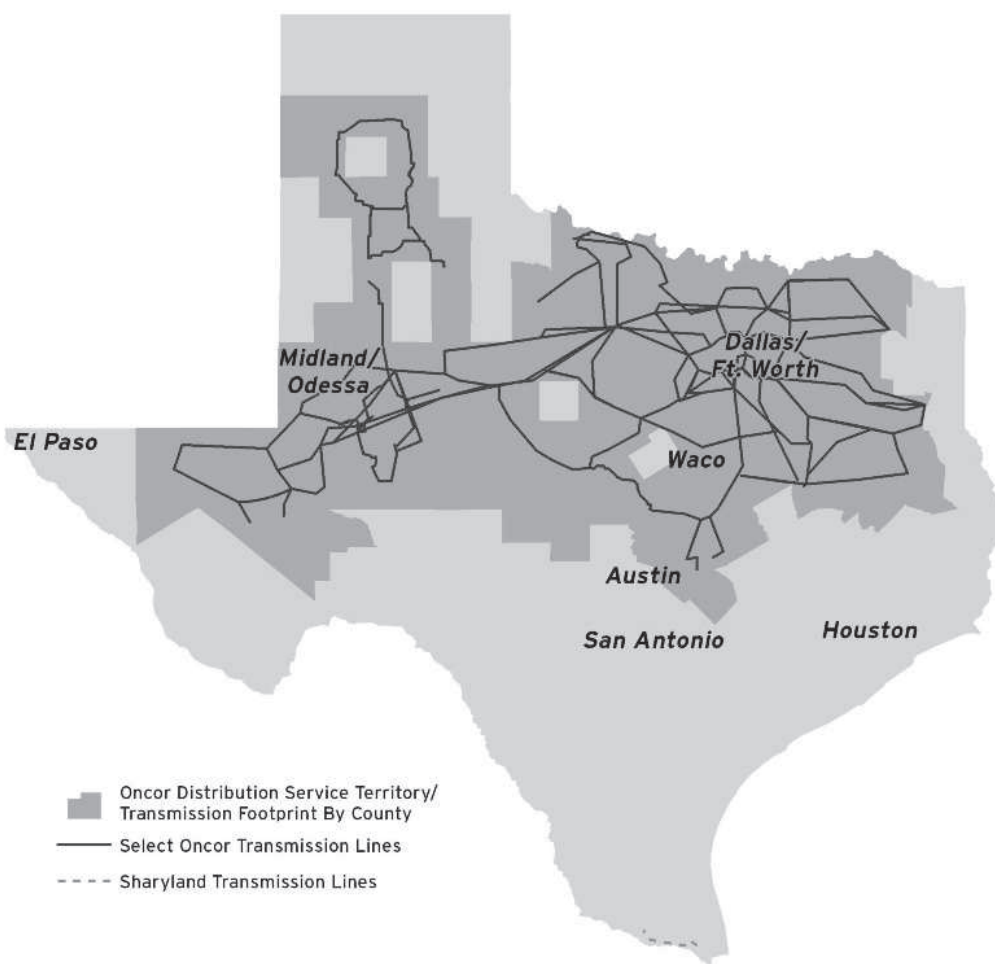 Dallas/
Ft. Worth
Midland/
Odessa
El Paso
Waco
Austin
San Antonio
Houston
Oncor Distribution Service Territory/
Transmission Footprint By County
Select Oncor Transmission Lines
Sharyland Transmission Lines